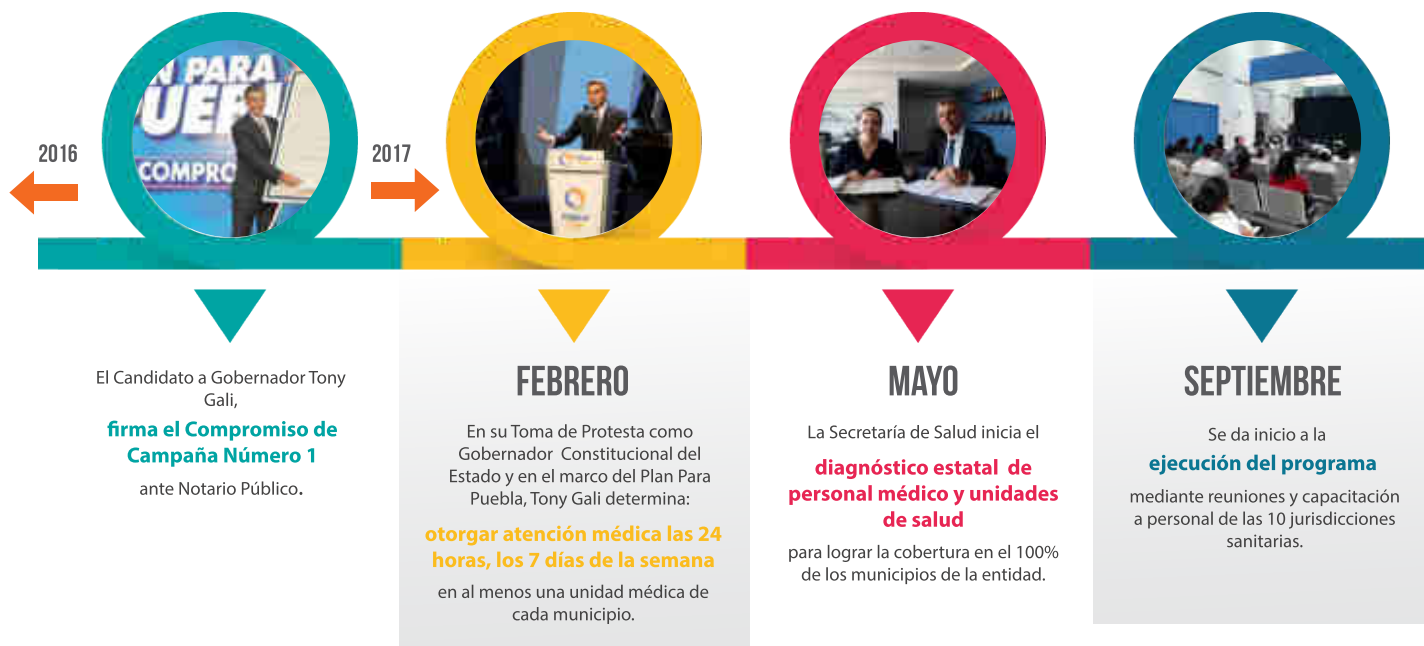 N PARA
COMPRO
2016
2017
El Candidato a Gobernador Tony
Gali,
firma el Compromiso de
Campaña Número 1
ante Notario Público.
FEBRERO
En su Toma de Protesta como
Gobernador Constitucional del
Estado y en el marco del Plan Para
Puebla, Tony Gali determina:
otorgar atención médica las 24
horas, los 7 días de la semana
en al menos una unidad médica de
cada municipio.
MAYO
La Secretaría de Salud inicia el
diagnóstico estatal de
personal médico y unidades
de salud
para lograr la cobertura en el 100%
de los municipios de la entidad.
SEPTIEMBRE
Se da inicio a la
ejecución del programa
mediante reuniones y capacitación
a personal de las 10 jurisdicciones
sanitarias.